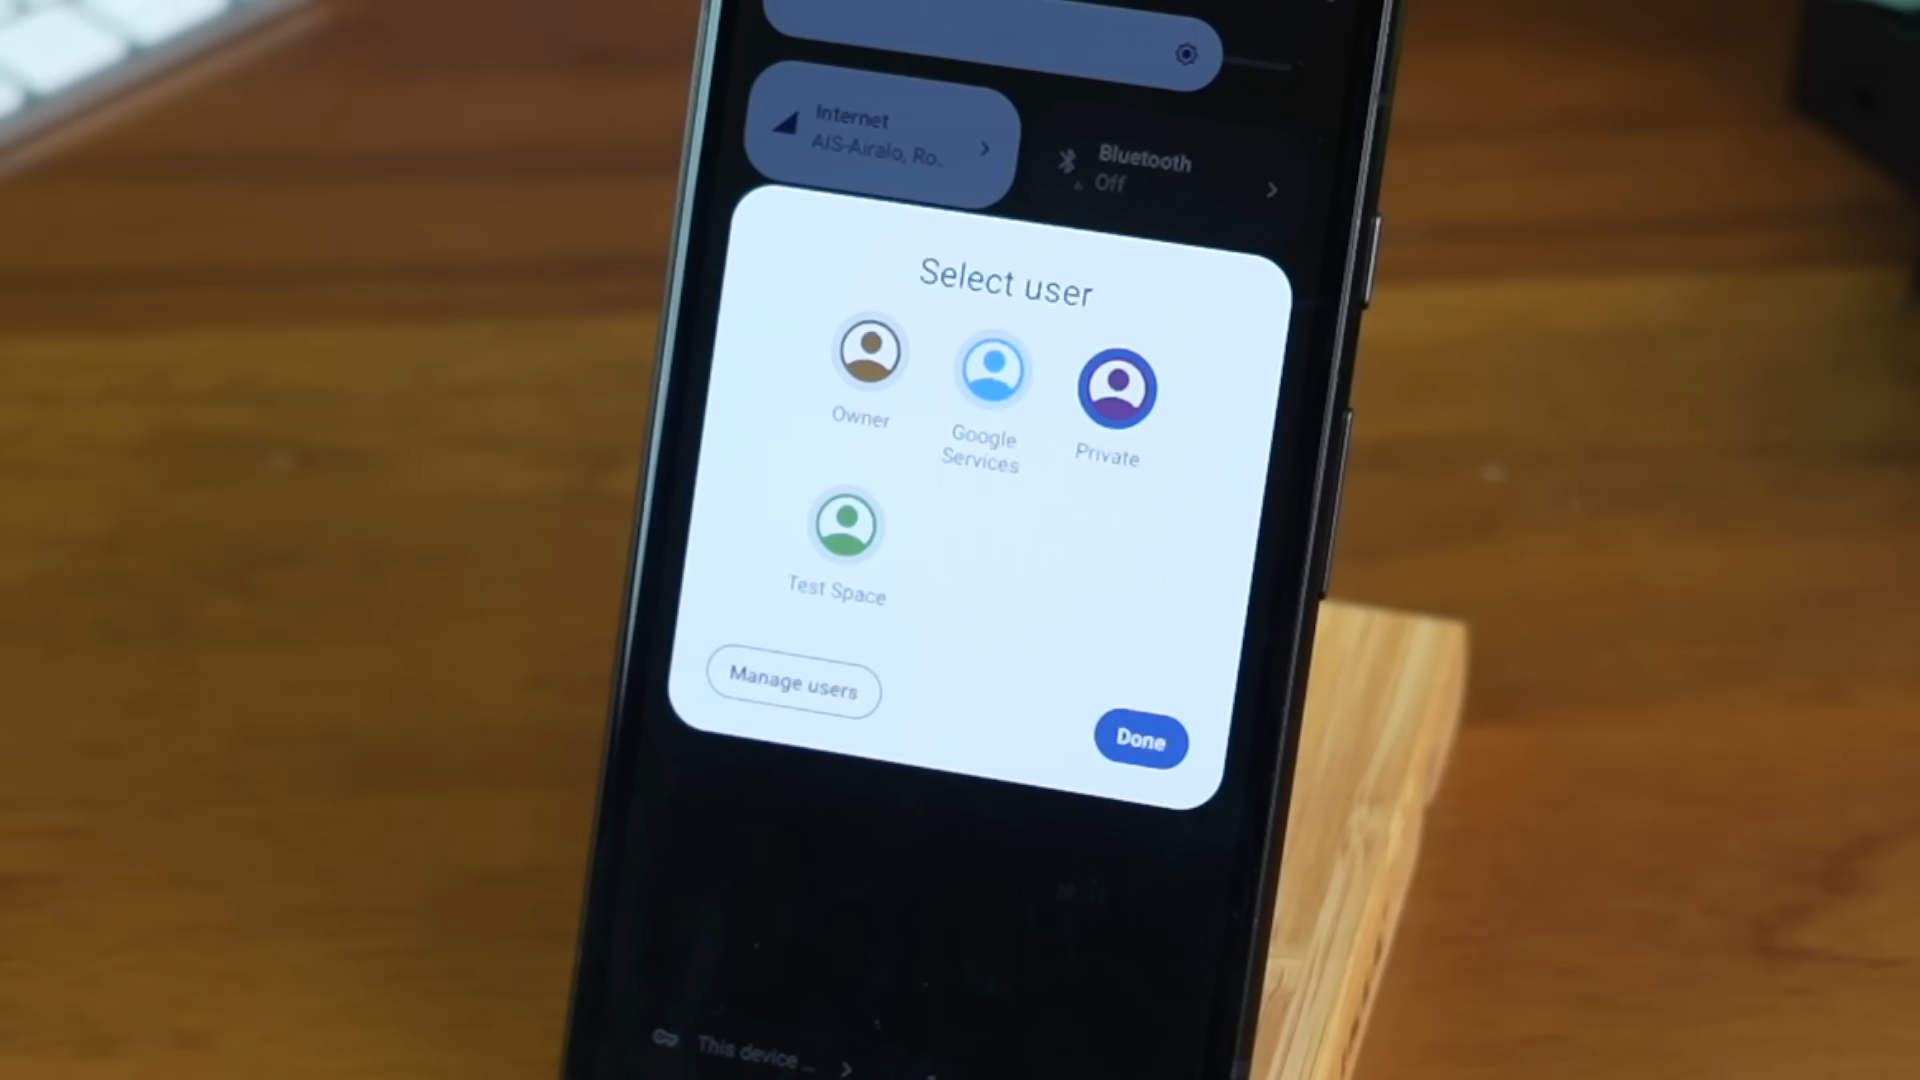 Internet
AIS-Airalo, Ro..
Bluetooth
Off
Select user
Owner
Google
Services
Private
Test Space
Manage users
Done
This device ...